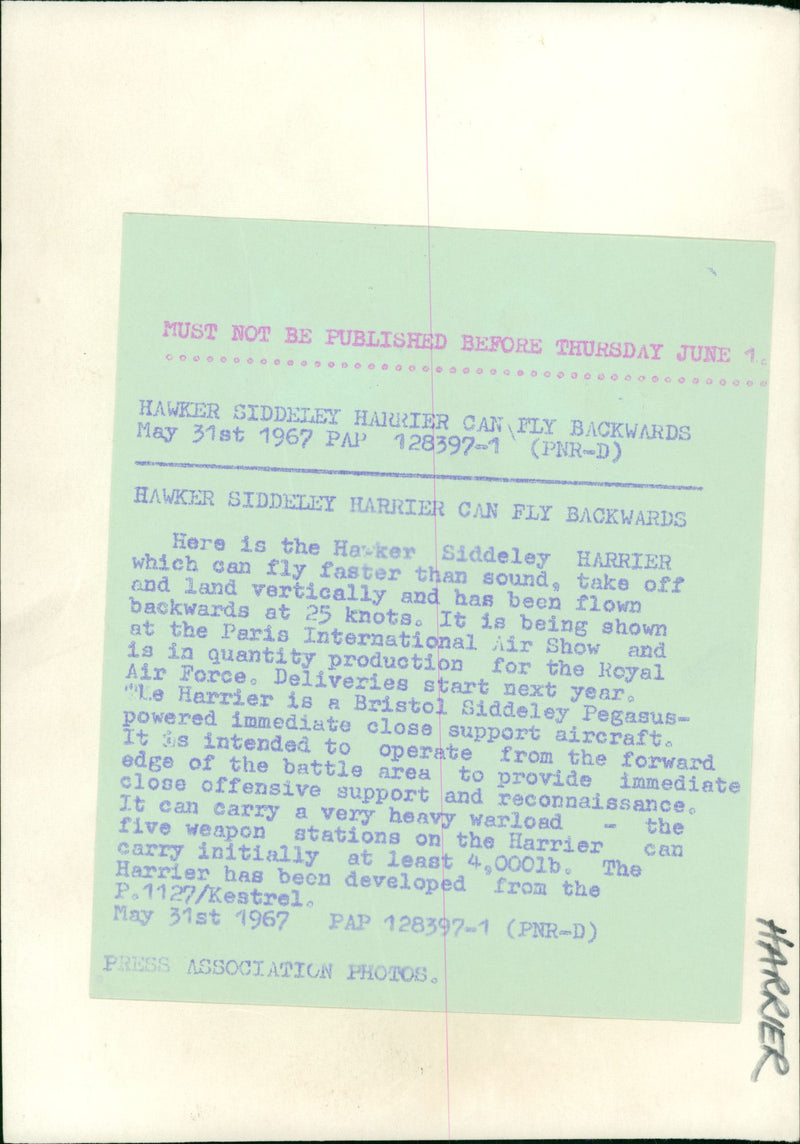 MUST NOT BE PUBLISHED BEFORE THURSDAY JUNE 1.
HAWKER SIDDELEY HARRIER CAN FLY BACKWARDS
May 31st 1967 PAP 128397-1 (PNR-D)
HAWKER SIDDELEY HARRIER CAN FLY BACKWARDS
Here is the Hawker Siddeley HARRIER
which can fly faster than sound, take off
and land vertically and has been flown
backwards at 25 knots. It is being shown
at the Paris International Air Show and
is in quantity production for the Royal
Air Force. Deliveries start next year.
Harrier is a Bristol Siddeley Pegasus-
powered immediate close support aircraft.
It is intended to operate from the forward
edge of the battle area to provide immediate
close offensive support and reconnaissance.
It can carry a very heavy warload - the
five weapon stations on the Harrier can
carry initially at least 4,000lb. The
Harrier has been developed from the
P.1127/Kestrel.
May 31st 1967 PAP 128397-1 (PNR-D)
PRESS ASSOCIATION PHOTOS.
HARRIER